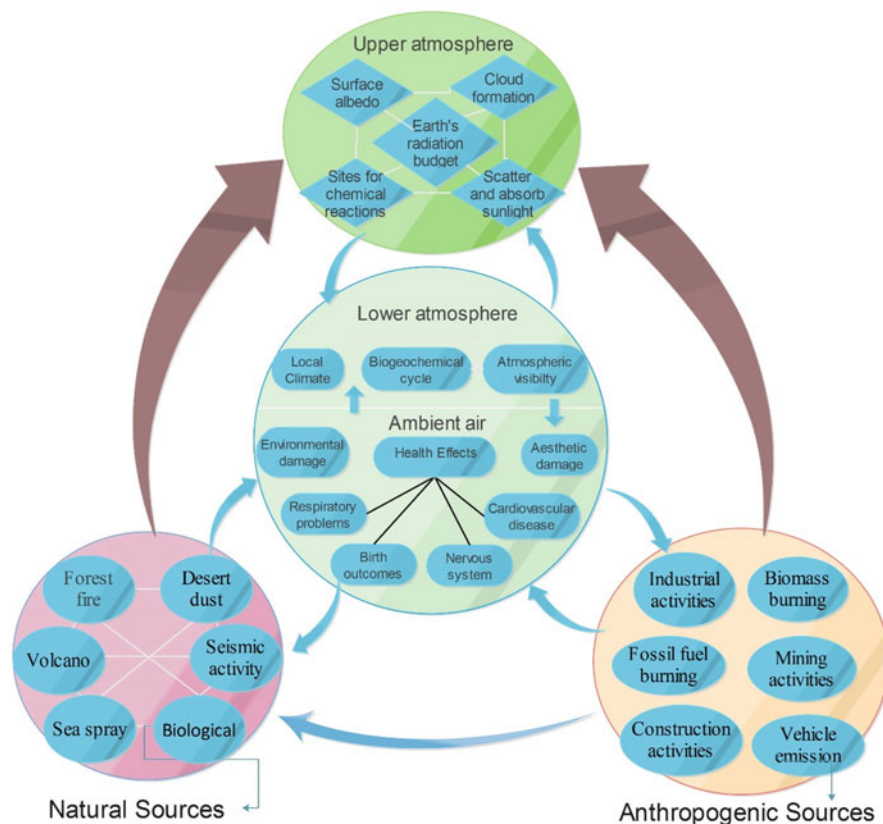 Upper atmosphere
Surface
albedo
Cloud
formation
Earth's
radiation
budget
Sites for
chemical
reactions
Scatter
and absorb
sunlight
Lower atmosphere
Local
Climate
Biogeochemical
cycle
Atmospheric
visibilty
Ambient air
Environmental
damage
Health Effects
Aesthetic
damage
Respiratory
problems
Cardiovascular
disease
Birth
outcomes
Nervous
system
Forest
fire
Desert
dust
Volcano
Seismic
activity
Sea spray
Biological
Natural Sources
Industrial
activities
Biomass
burning
Fossil fuel
burning
Mining
activities
Construction
activities
Vehicle
emission
Anthropogenic Sources